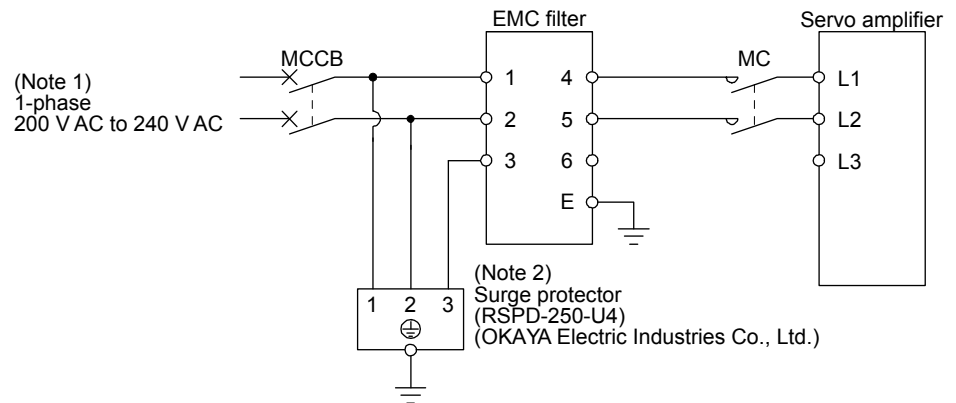 EMC filter
Servo amplifier
MCCB
MC
(Note 1)
1-phase
200 V AC to 240 V AC
1 4
L1
2 5
L2
3 6
L3
E
(Note 2)
Surge protector
(RSPD-250-U4)
(OKAYA Electric Industries Co., Ltd.)
1 2 3